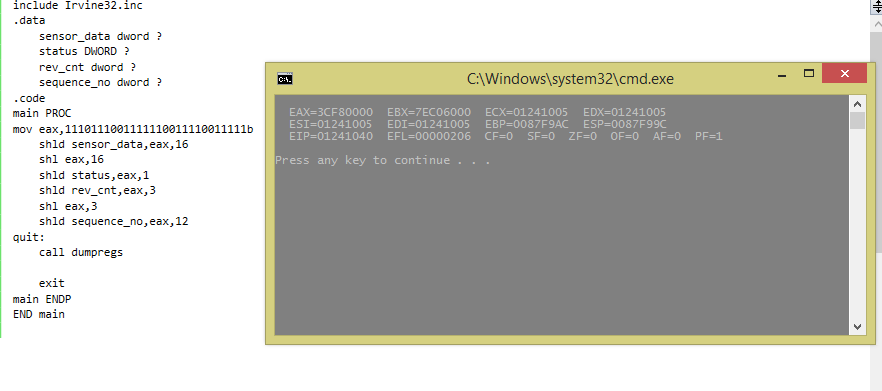 include Irvine32.inc
.data
sensor_data dword ?
status DWORD ?
rev_cnt dword ?
sequence_no dword ?
.code
main PROC
mov eax,1110111001111110011110011111b
shld sensor_data,eax,16
shl eax,16
shld status,eax,1
shld rev_cnt,eax,3
shl eax,3
shld sequence_no,eax,12
quit:
call dumpregs
exit
main ENDP
END main
C:\Windows\system32\cmd.exe
EAX=3CF80000 EBX=7EC06000 ECX=01241005 EDX=01241005
ESI=01241005 EDI=01241005 EBP=0087F9AC ESP=0087F99C
EIP=01241040 EFL=00000206 CF=0 SF=0 ZF=0 OF=0 AF=0 PF=1
Press any key to continue . . .